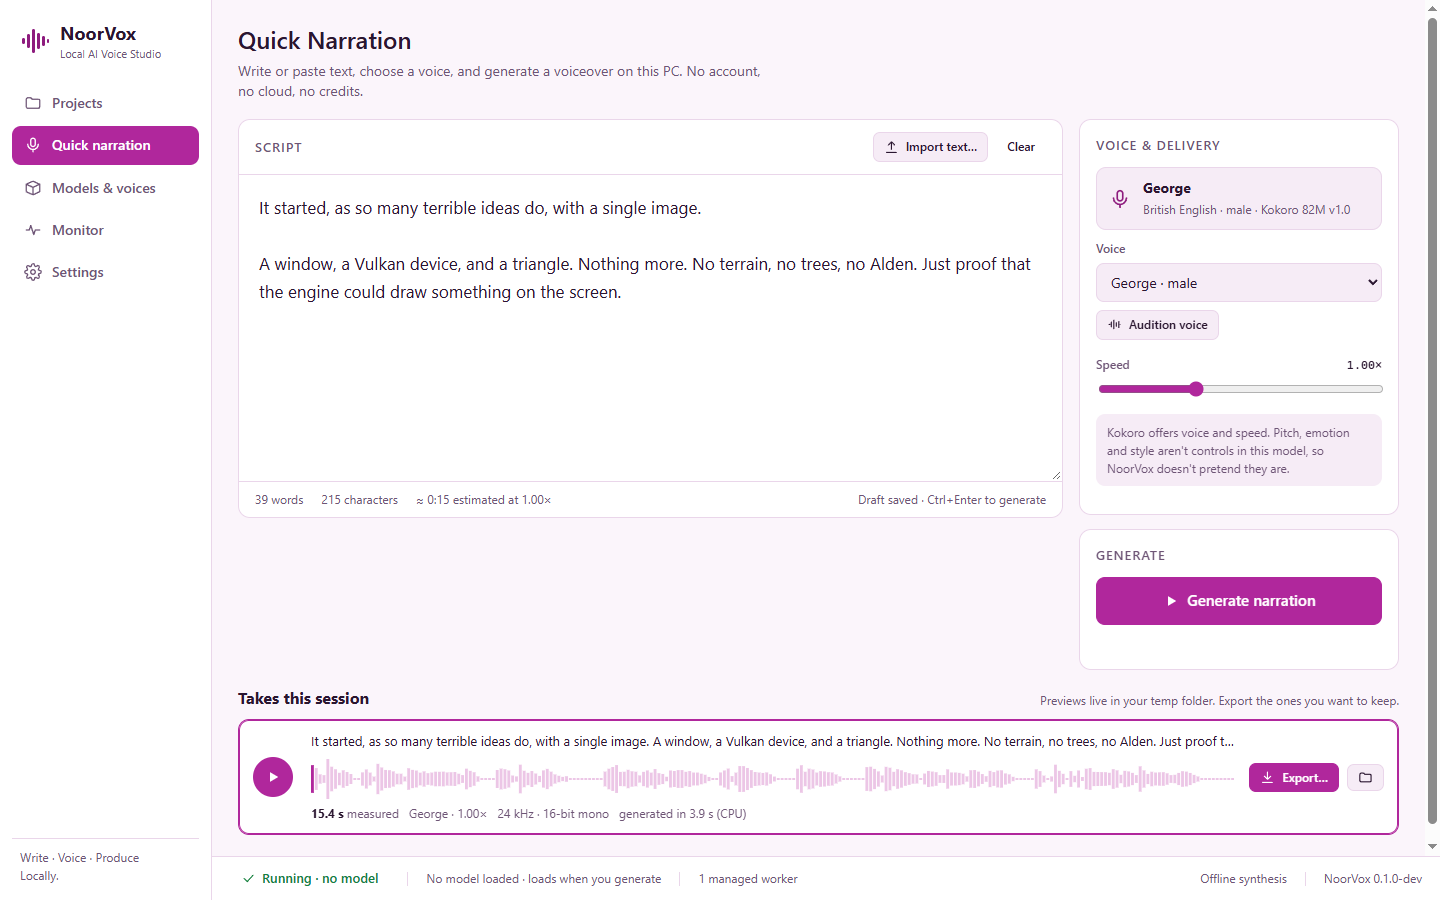 NoorVox
Local AI Voice Studio
Projects
Quick narration
Models & voices
Monitor
Settings
Write · Voice · Produce
Locally.
Quick Narration
Write or paste text, choose a voice, and generate a voiceover on this PC. No account,
no cloud, no credits.
SCRIPT
Import text...
Clear
It started, as so many terrible ideas do, with a single image.
A window, a Vulkan device, and a triangle. Nothing more. No terrain, no trees, no Alden. Just proof that
the engine could draw something on the screen.
39 words 215 characters ≈ 0:15 estimated at 1.00×
Draft saved · Ctrl+Enter to generate
VOICE & DELIVERY
George
British English · male · Kokoro 82M v1.0
Voice
George · male
Audition voice
Speed 1.00×
Kokoro offers voice and speed. Pitch, emotion
and style aren't controls in this model, so
NoorVox doesn't pretend they are.
GENERATE
Generate narration
Takes this session
Previews live in your temp folder. Export the ones you want to keep.
It started, as so many terrible ideas do, with a single image. A window, a Vulkan device, and a triangle. Nothing more. No terrain, no trees, no Alden. Just proof t...
Export...
15.4 s measured George · 1.00× 24 kHz · 16-bit mono generated in 3.9 s (CPU)
Running · no model
No model loaded · loads when you generate
1 managed worker
Offline synthesis
NoorVox 0.1.0-dev